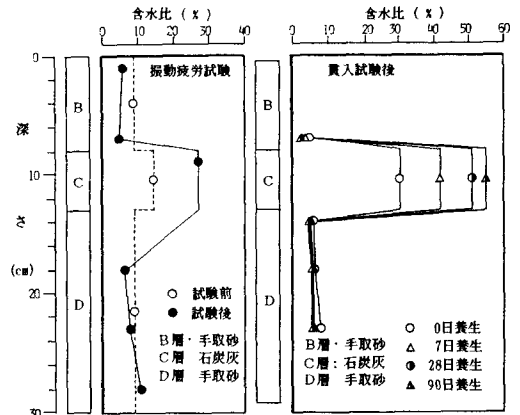 含水比 (%)
0 10 20 30 40
振動疲労試験
0
10
20
30
深
さ
(cm)
B
C
D
○ 試験前
● 試験後
B層・手取砂
C層 石炭灰
D層 手取砂
含水比 (%)
0 10 20 30 40 50 60
貫入試験後
B
C
D
○ 0日養生
△ 7日養生
◑ 28日養生
90日養生
B層・手取砂
C層:石炭灰
D層 手取砂